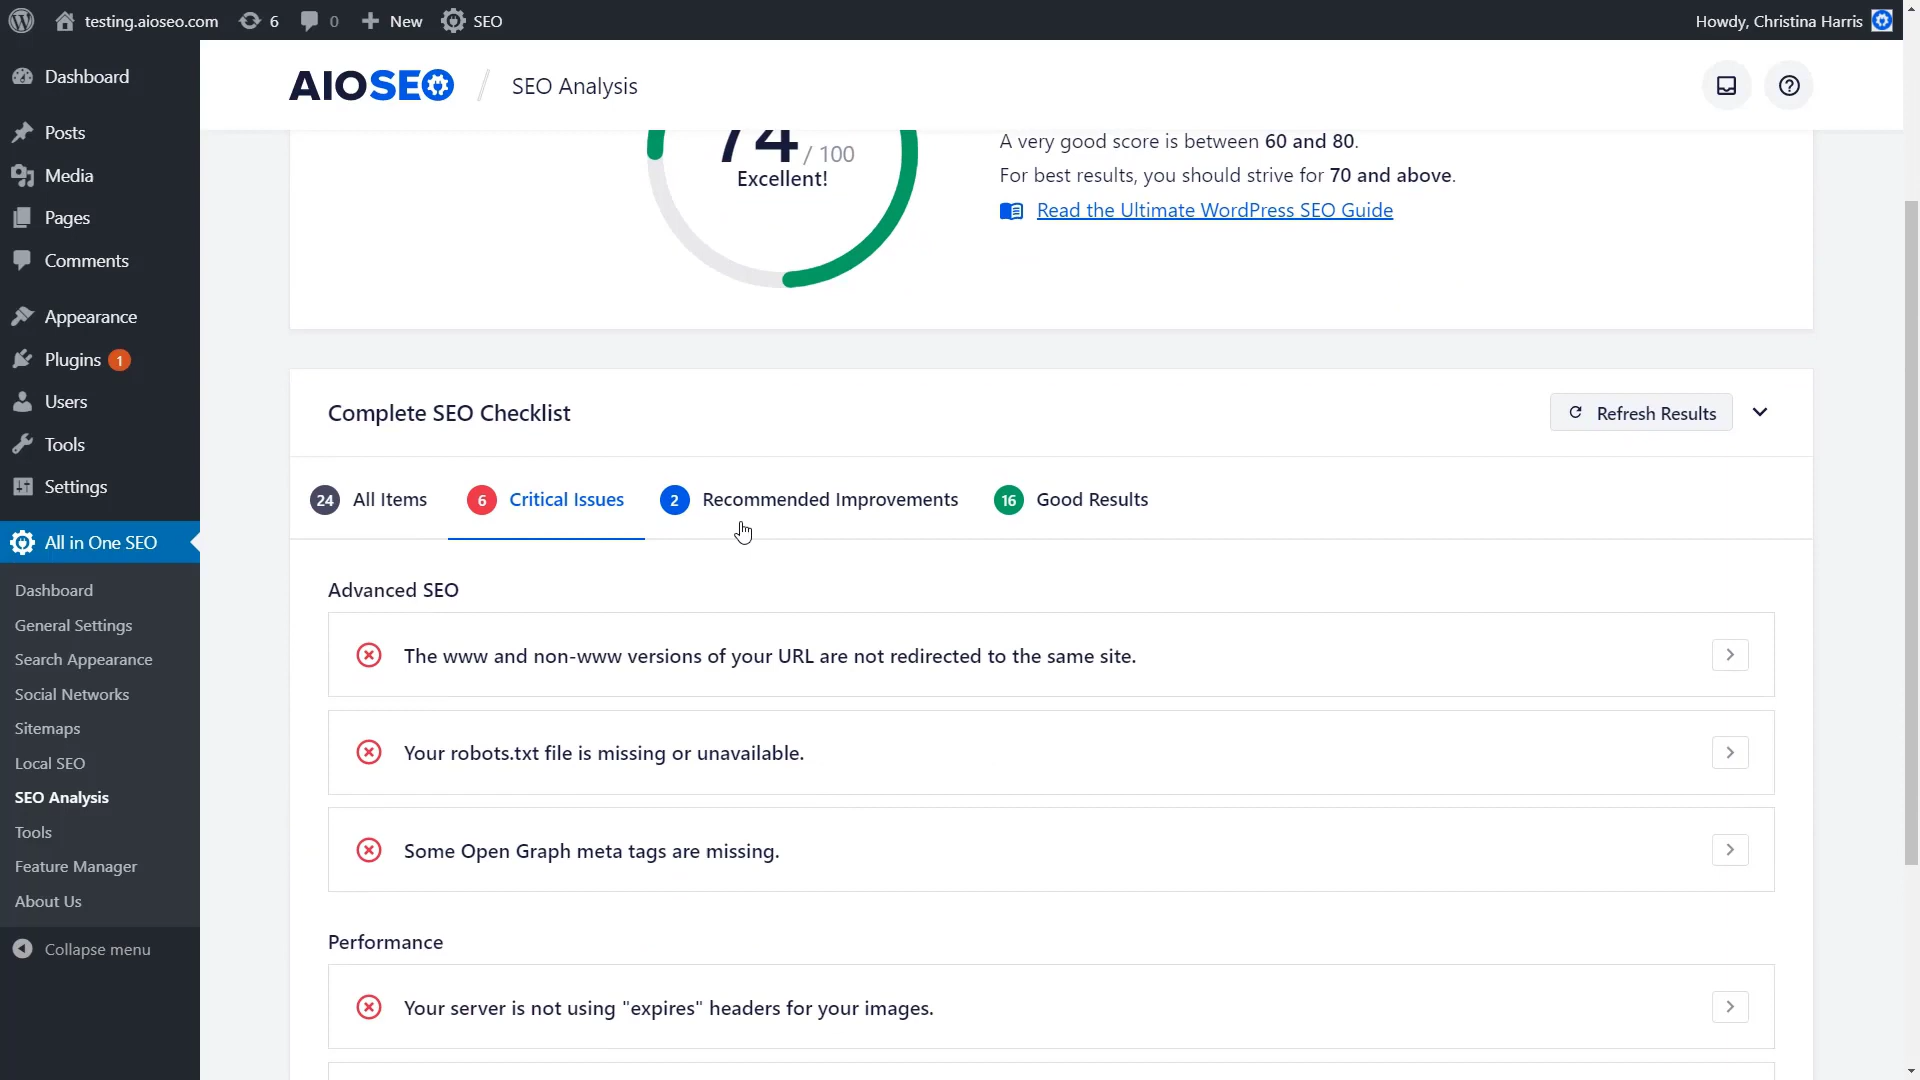 testing.aioseo.com 6 0 New SEO Howdy, Christina Harris
Dashboard
Posts
Media
Pages
Comments
Appearance
Plugins 1
Users
Tools
Settings
All in One SEO
Dashboard
General Settings
Search Appearance
Social Networks
Sitemaps
Local SEO
SEO Analysis
Tools
Feature Manager
About Us
Collapse menu
AIOSEO / SEO Analysis
74 / 100
Excellent!
A very good score is between 60 and 80.
For best results, you should strive for 70 and above.
Read the Ultimate WordPress SEO Guide
Complete SEO Checklist
Refresh Results
24 All Items 6 Critical Issues 2 Recommended Improvements 16 Good Results
Advanced SEO
The www and non-www versions of your URL are not redirected to the same site.
Your robots.txt file is missing or unavailable.
Some Open Graph meta tags are missing.
Performance
Your server is not using "expires" headers for your images.